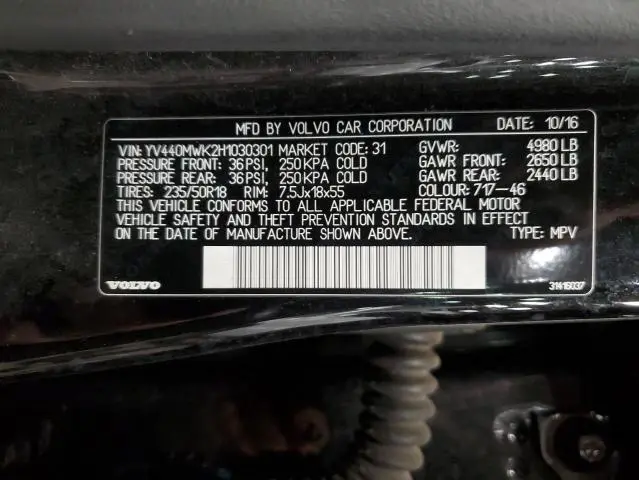 MFD BY VOLVO CAR CORPORATION DATE: 10/16
VIN: YV440MWK2H1030301 MARKET CODE: 31 GVWR: 4980 LB
PRESSURE FRONT: 36 PSI, 250 KPA COLD GAWR FRONT: 2650 LB
PRESSURE REAR: 36 PSI, 250 KPA COLD GAWR REAR: 2440 LB
TIRES: 235/50R18 RIM: 7.5Jx18x55 COLOUR: 717-46
THIS VEHICLE CONFORMS TO ALL APPLICABLE FEDERAL MOTOR
VEHICLE SAFETY AND THEFT PREVENTION STANDARDS IN EFFECT
ON THE DATE OF MANUFACTURE SHOWN ABOVE. TYPE: MPV
VOLVO 31416037